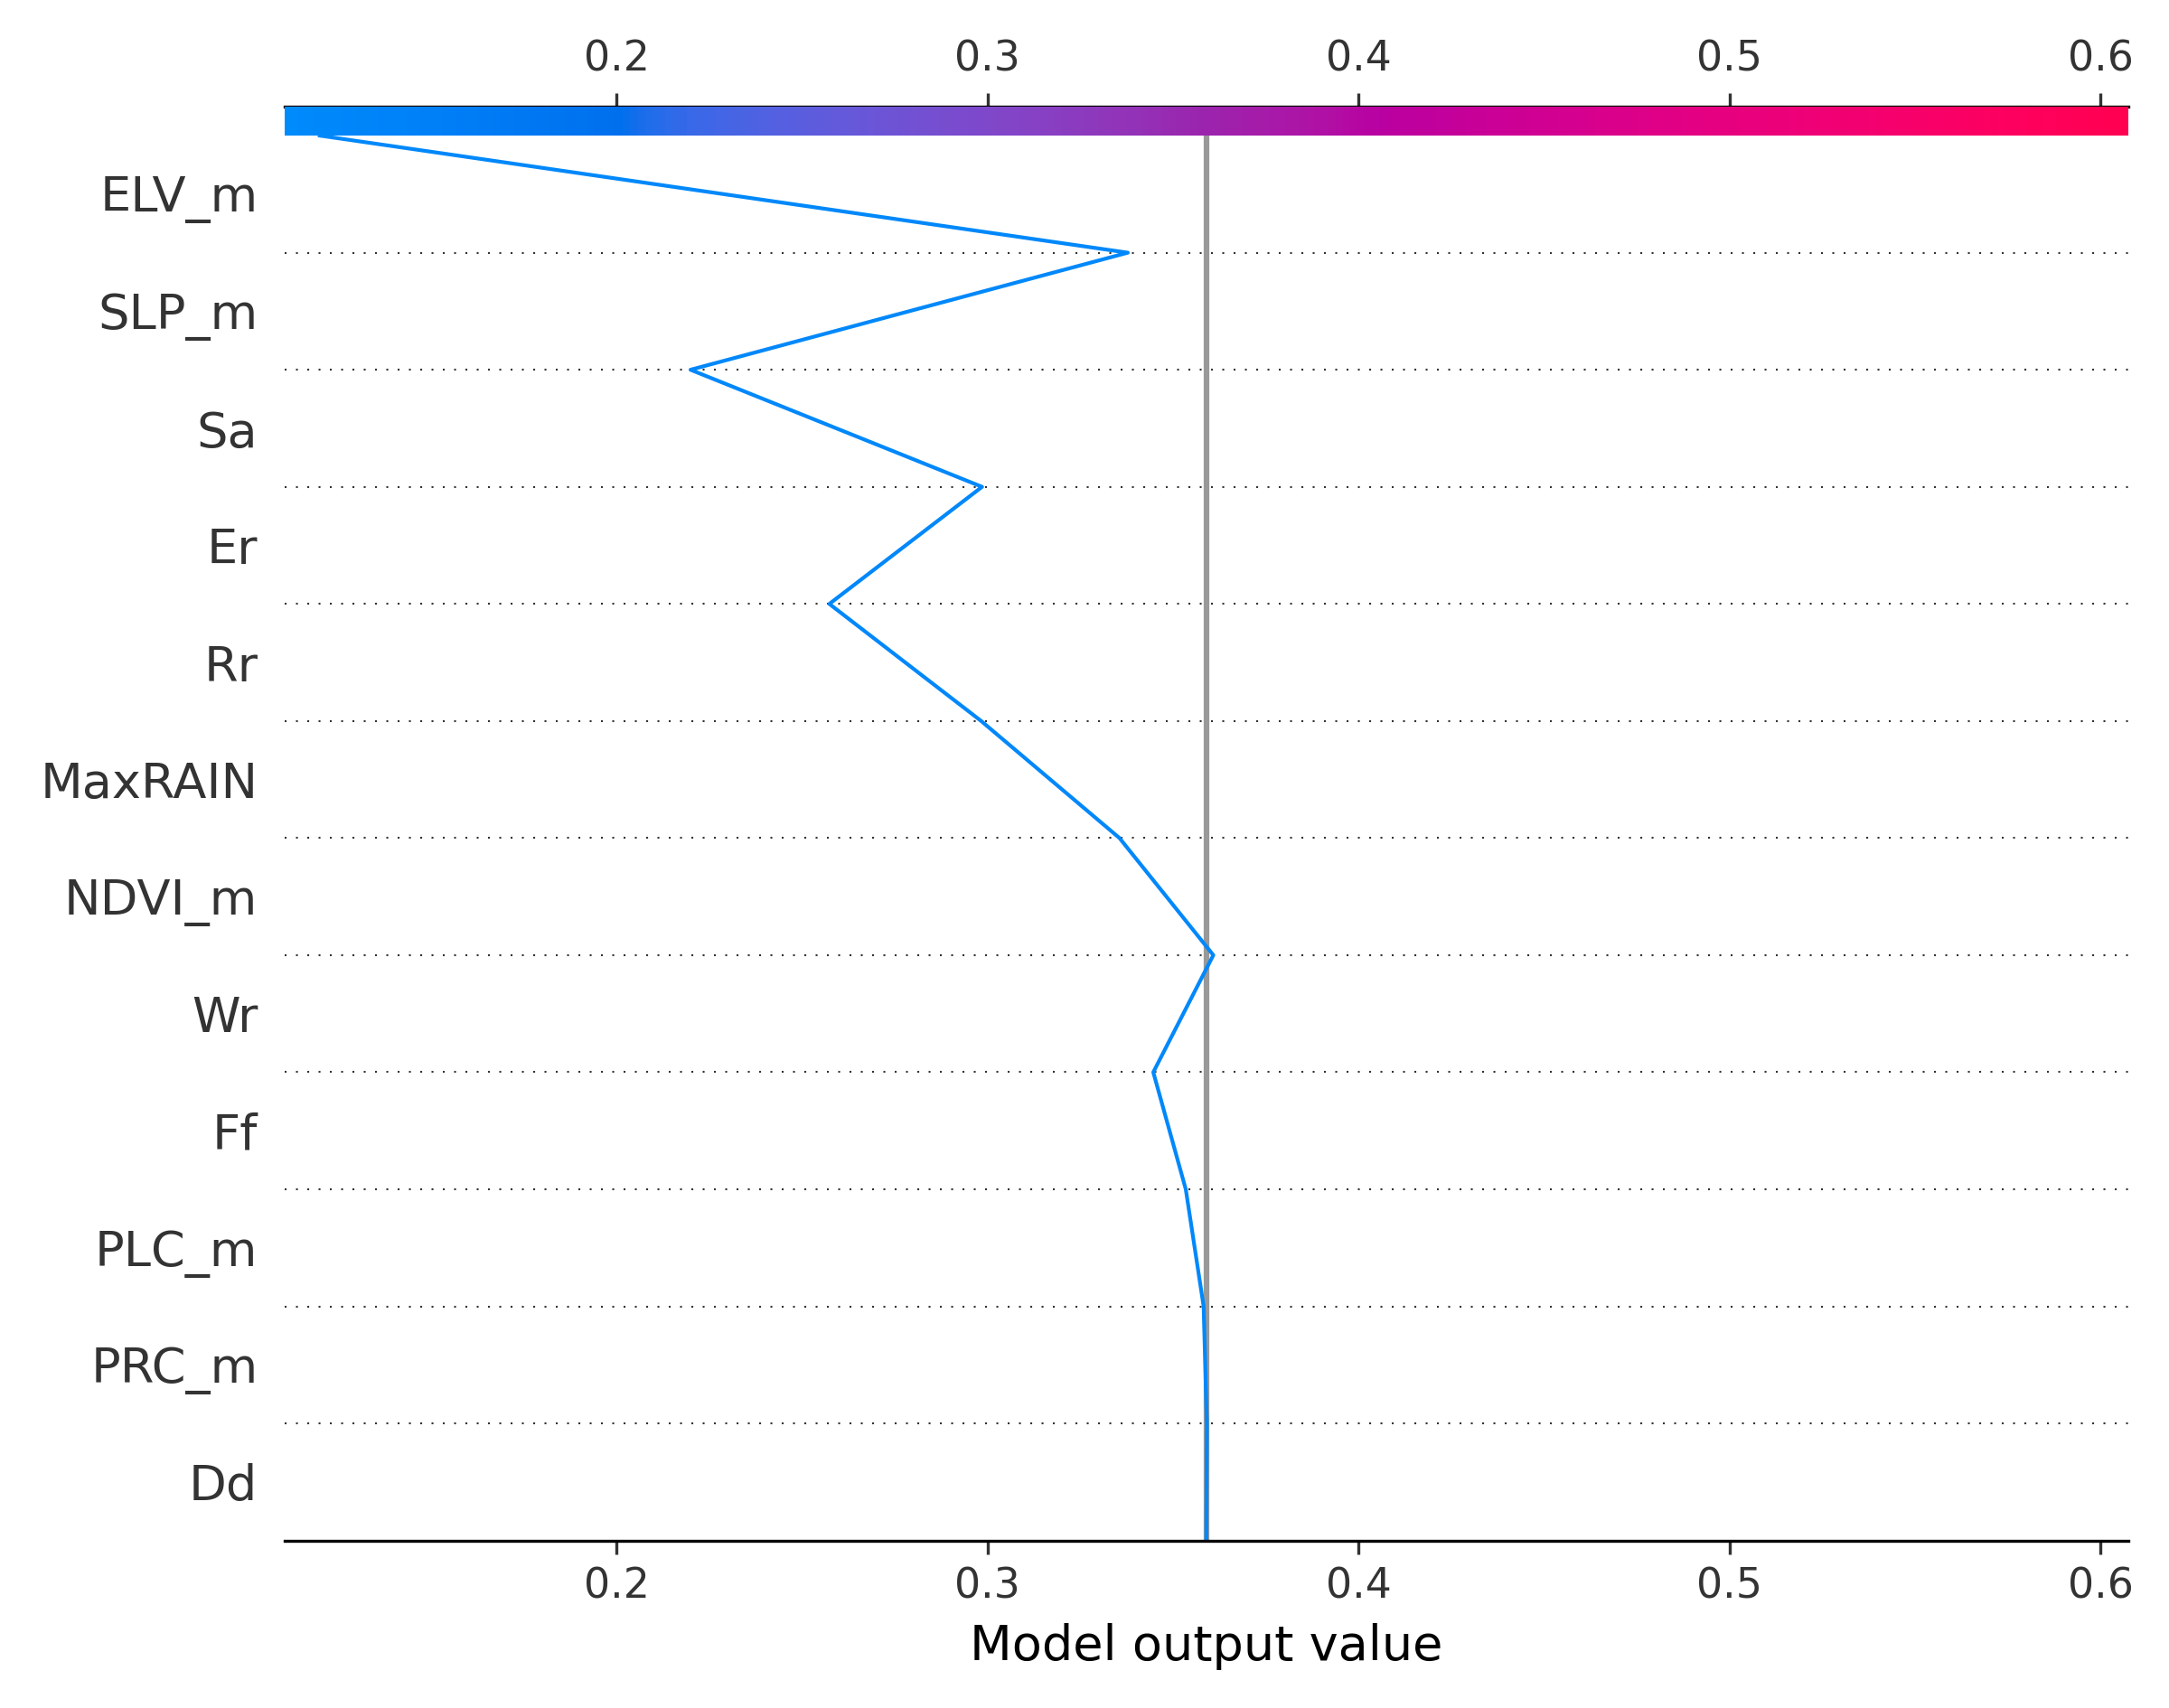 0.2 0.3 0.4 0.5 0.6
ELV_m
SLP_m
Sa
Er
Rr
MaxRAIN
NDVI_m
Wr
Ff
PLC_m
PRC_m
Dd
0.2 0.3 0.4 0.5 0.6
Model output value